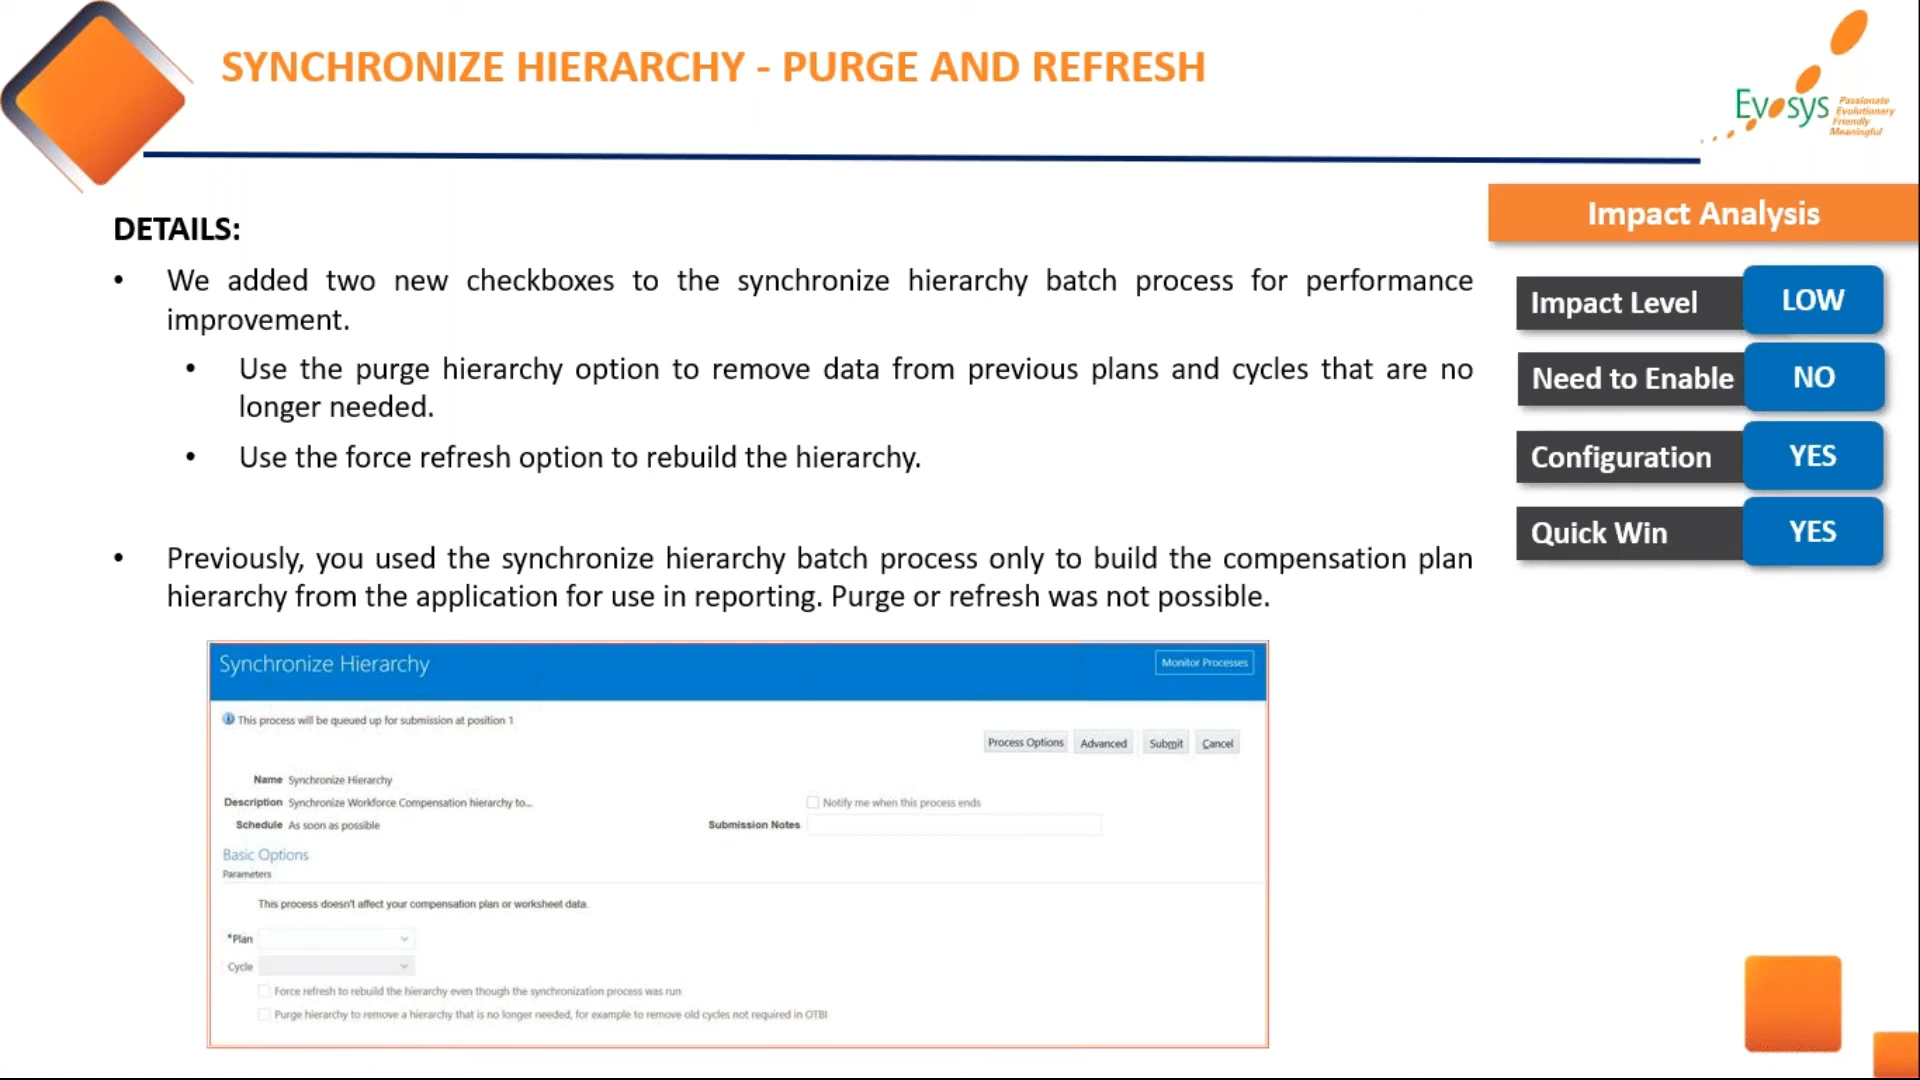 SYNCHRONIZE HIERARCHY - PURGE AND REFRESH
Evosys
Passionate
Evolutionary
Friendly
Meaningful
DETAILS:
• We added two new checkboxes to the synchronize hierarchy batch process for performance
improvement.
• Use the purge hierarchy option to remove data from previous plans and cycles that are no
longer needed.
• Use the force refresh option to rebuild the hierarchy.
• Previously, you used the synchronize hierarchy batch process only to build the compensation plan
hierarchy from the application for use in reporting. Purge or refresh was not possible.
Impact Analysis
Impact Level LOW
Need to Enable NO
Configuration YES
Quick Win YES
Synchronize Hierarchy Monitor Processes
This process will be queued up for submission at position 1
Process Options Advanced Submit Cancel
Name Synchronize Hierarchy
Description Synchronize Workforce Compensation hierarchy to... Notify me when this process ends
Schedule As soon as possible Submission Notes
Basic Options
Parameters
This process doesn't affect your compensation plan or worksheet data.
*Plan
Cycle
Force refresh to rebuild the hierarchy even though the synchronization process was run
Purge hierarchy to remove a hierarchy that is no longer needed, for example to remove old cycles not required in OTBI